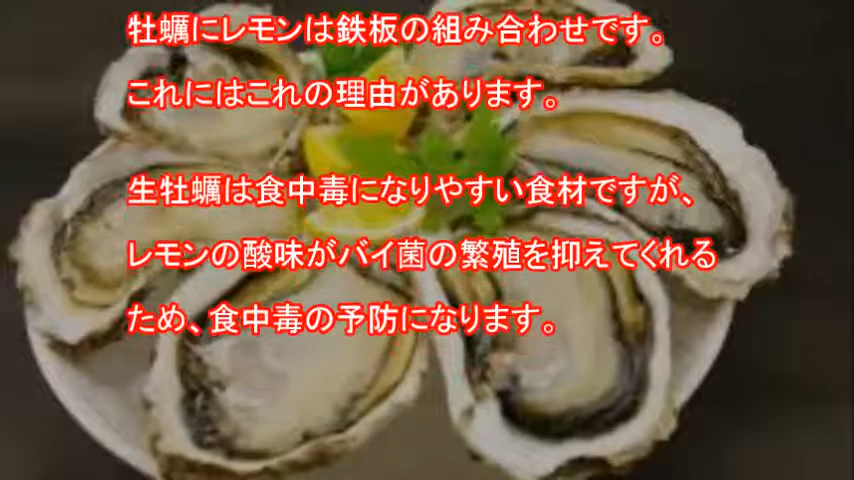 牡蠣にレモンは鉄板の組み合わせです。
これにはこれの理由があります。
生牡蠣は食中毒になりやすい食材ですが、
レモンの酸味がバイ菌の繁殖を抑えてくれる
ため、食中毒の予防になります。